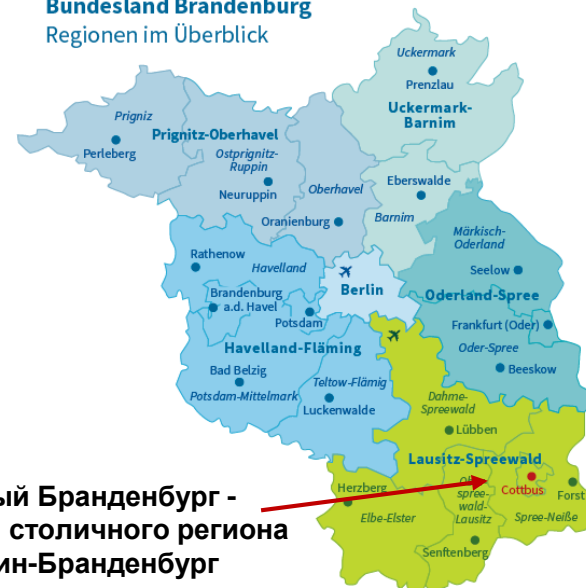 Bundesland Brandenburg
Regionen im Überblick
Uckermark
Prenzlau
Uckermark-
Barnim
Prigniz
Perleberg
Prignitz-Oberhavel
Ostprignitz-
Ruppin
Neuruppin
Oberhavel
Oranienburg
Eberswalde
Barnim
Märkisch-
Oderland
Seelow
Oderland-Spree
Frankfurt (Oder)
Oder-Spree
Beeskow
Rathenow
Havelland
Brandenburg
a.d. Havel
Potsdam
Berlin
Havelland-Fläming
Bad Belzig
Potsdam-Mittelmark
Teltow-Flämig
Luckenwalde
Dahme-
Spreewald
Lübben
Lausitz-Spreewald
Cottbus
Forst
spree-
wald-
Lausitz
Spree-Neiße
Herzberg
Elbe-Elster
Senftenberg
ый Бранденбург -
столичного региона
ин-Бранденбург